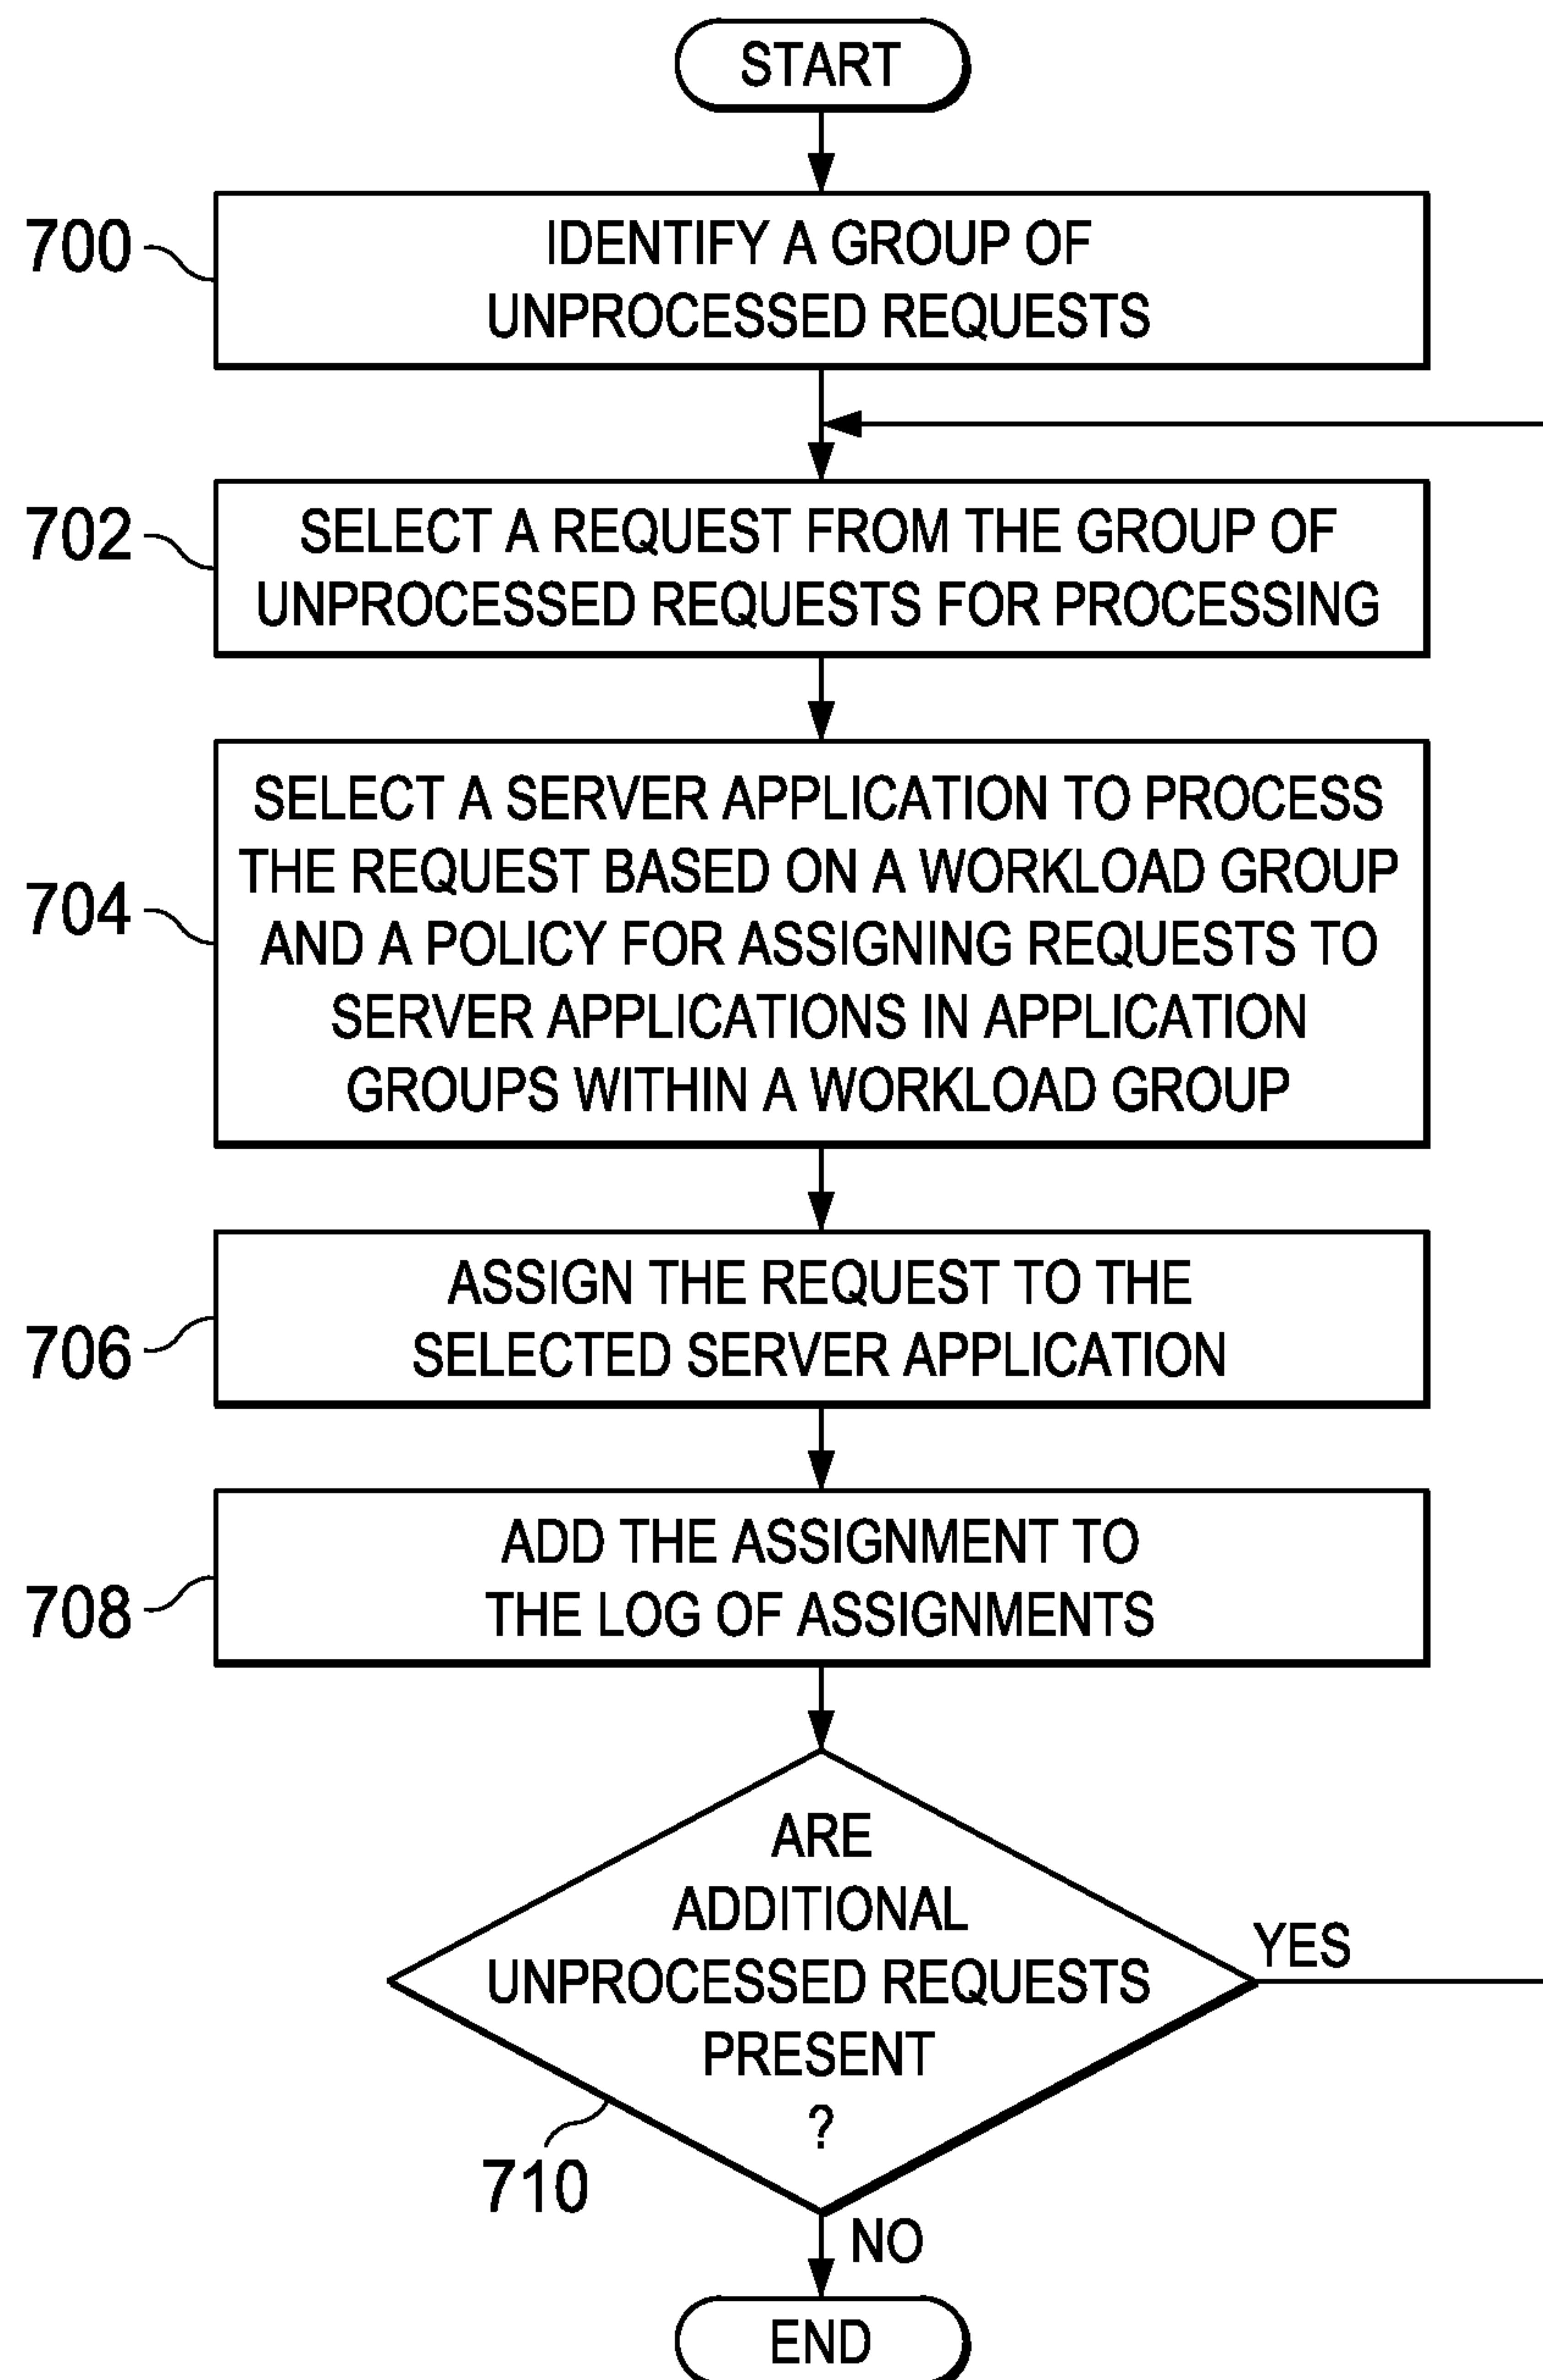 START
700
IDENTIFY A GROUP OF
UNPROCESSED REQUESTS
702
SELECT A REQUEST FROM THE GROUP OF
UNPROCESSED REQUESTS FOR PROCESSING
704
SELECT A SERVER APPLICATION TO PROCESS
THE REQUEST BASED ON A WORKLOAD GROUP
AND A POLICY FOR ASSIGNING REQUESTS TO
SERVER APPLICATIONS IN APPLICATION
GROUPS WITHIN A WORKLOAD GROUP
706
ASSIGN THE REQUEST TO THE
SELECTED SERVER APPLICATION
708
ADD THE ASSIGNMENT TO
THE LOG OF ASSIGNMENTS
ARE
ADDITIONAL
UNPROCESSED REQUESTS
PRESENT
?
YES
710
NO
END